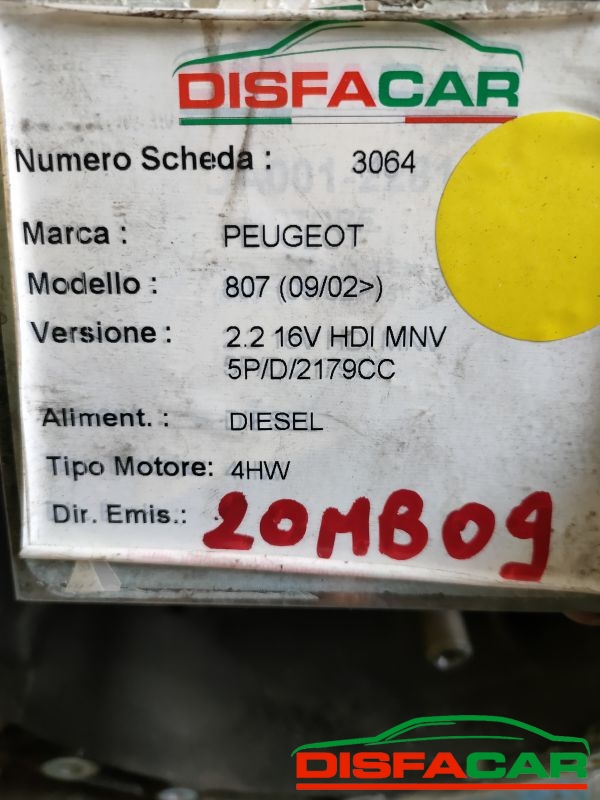 DISFACAR
Numero Scheda : 3064
Marca : PEUGEOT
Modello : 807 (09/02>)
Versione : 2.2 16V HDI MNV
5P/D/2179CC
Aliment. : DIESEL
Tipo Motore: 4HW
Dir. Emis.: 20MB09
DISFACAR